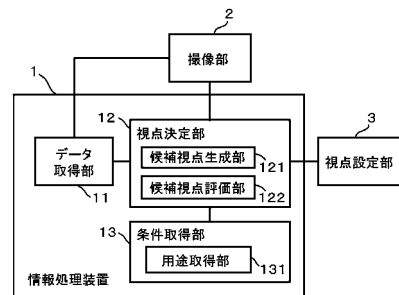 2
撮像部
1
12
視点決定部
3
データ
取得部
候補視点生成部
121
視点設定部
候補視点評価部
122
11
13
条件取得部
用途取得部
131
情報処理装置